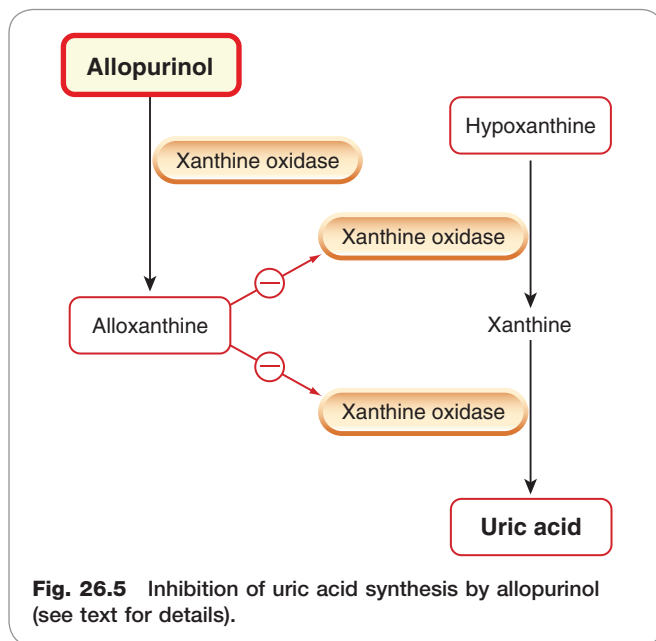 Allopurinol
Hypoxanthine
Xanthine oxidase
Xanthine oxidase
Alloxanthine
Xanthine
Xanthine oxidase
Uric acid
Fig. 26.5 Inhibition of uric acid synthesis by allopurinol
(see text for details).